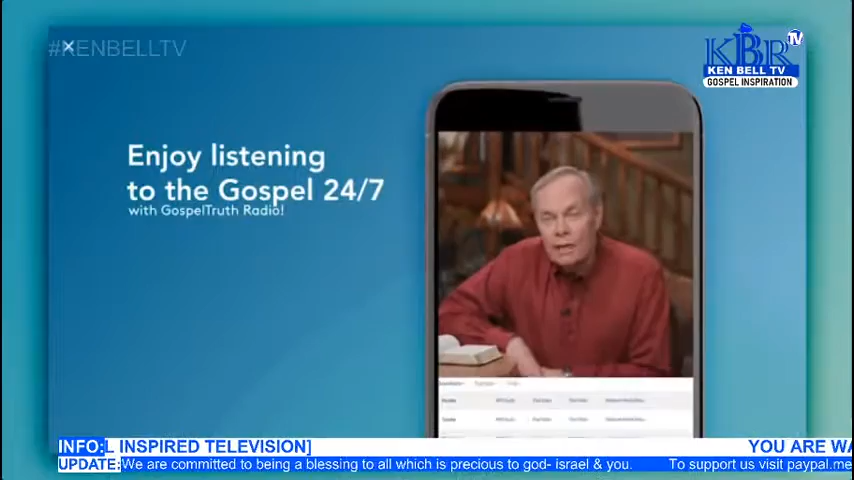 #KENBELLTV
KBR TV
KEN BELL TV
GOSPEL INSPIRATION
Enjoy listening
to the Gospel 24/7
with GospelTruth Radio!
INFO: L INSPIRED TELEVISION] YOU ARE WA
UPDATE: We are committed to being a blessing to all which is precious to god- israel & you. To support us visit paypal.me